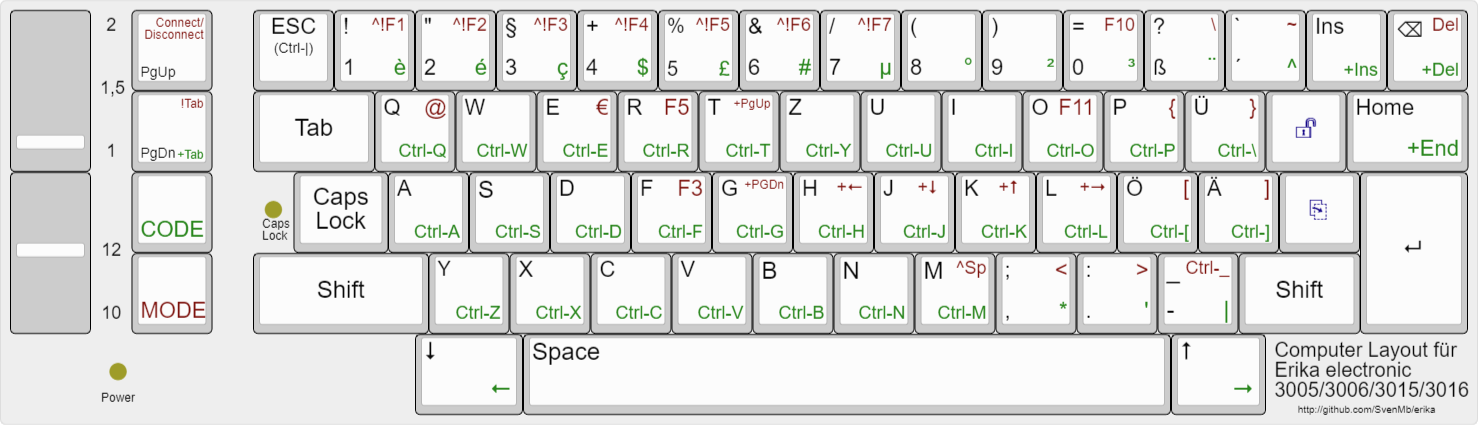 2
1,5
1
12
10
Power
Connect/
Disconnect
PgUp
!Tab
PgDn +Tab
CODE
MODE
ESC
(Ctrl-|)
! ^!F1
1 è
" ^!F2
2 é
§ ^!F3
3 ç
+ ^!F4
4 $
% ^!F5
5 £
& ^!F6
6 #
/ ^!F7
7 µ
(
8 °
)
9 ²
= F10
0 ³
? \
ß ¨
` ~
´ ^
Ins
+Ins
⌫ Del
+Del
Tab
Q @
Ctrl-Q
W
Ctrl-W
E €
Ctrl-E
R F5
Ctrl-R
T +PgUp
Ctrl-T
Z
Ctrl-Y
U
Ctrl-U
I
Ctrl-I
O F11
Ctrl-O
P {
Ctrl-P
Ü }
Ctrl-\
Home
+End
Caps
Lock
Caps
Lock
A
Ctrl-A
S
Ctrl-S
D
Ctrl-D
F F3
Ctrl-F
G +PGDn
Ctrl-G
H +←
Ctrl-H
J +↓
Ctrl-J
K +↑
Ctrl-K
L +→
Ctrl-L
Ö [
Ctrl-[
Ä ]
Ctrl-]
↵
Shift
Y
Ctrl-Z
X
Ctrl-X
C
Ctrl-C
V
Ctrl-V
B
Ctrl-B
N
Ctrl-N
M ^Sp
Ctrl-M
; <
, *
: >
. '
_ Ctrl-_
- |
Shift
↓
←
Space
↑
→
Computer Layout für
Erika electronic
3005/3006/3015/3016
http://github.com/SvenMb/erika